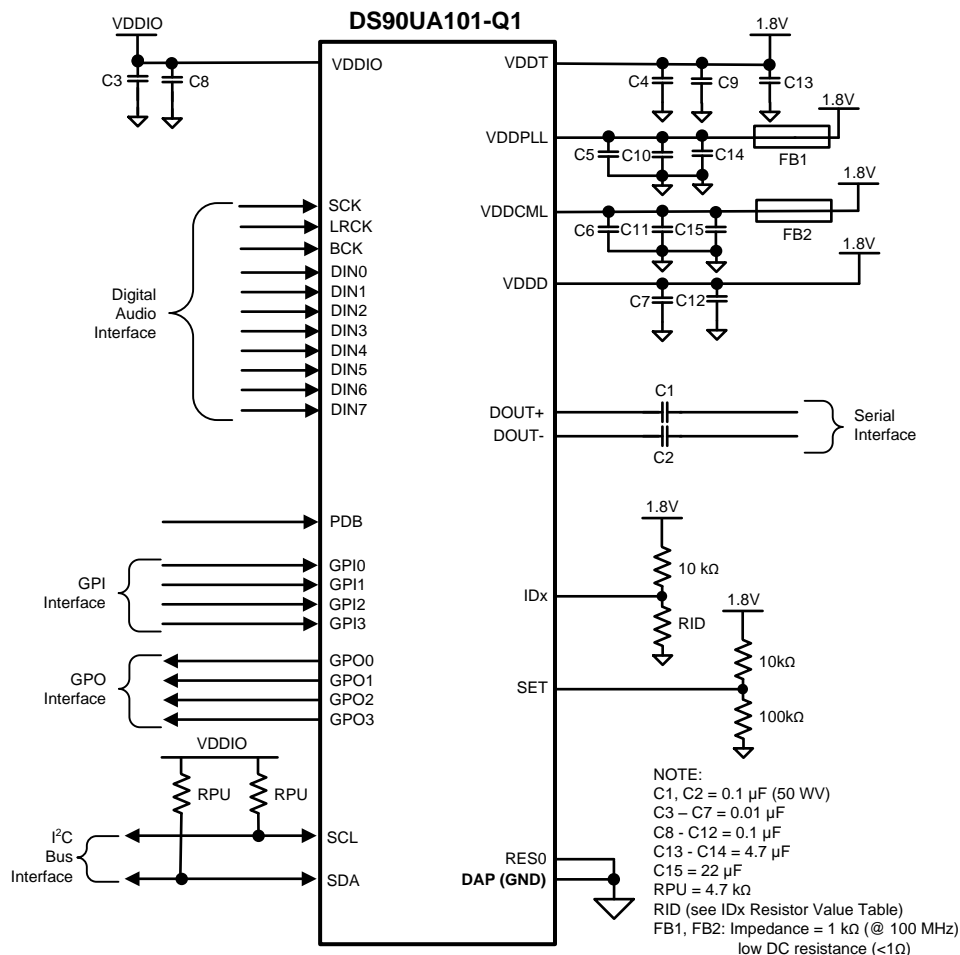 DS90UA101-Q1
VDDIO
C3
C8
VDDIO
SCK
LRCK
BCK
DIN0
DIN1
DIN2
DIN3
DIN4
DIN5
DIN6
DIN7
Digital
Audio
Interface
PDB
GPI0
GPI1
GPI2
GPI3
GPI
Interface
GPO0
GPO1
GPO2
GPO3
GPO
Interface
VDDIO
RPU
RPU
I²C
Bus
Interface
SCL
SDA
VDDT
1.8V
C4
C9
C13
VDDPLL
1.8V
C5
C10
C14
FB1
VDDCML
1.8V
C6
C11
C15
FB2
VDDD
1.8V
C7
C12
DOUT+
DOUT-
C1
C2
Serial
Interface
1.8V
10 kΩ
IDx
RID
1.8V
10kΩ
SET
100kΩ
RES0
DAP (GND)
NOTE:
C1, C2 = 0.1 µF (50 WV)
C3 – C7 = 0.01 µF
C8 - C12 = 0.1 µF
C13 - C14 = 4.7 µF
C15 = 22 µF
RPU = 4.7 kΩ
RID (see IDx Resistor Value Table)
FB1, FB2: Impedance = 1 kΩ (@ 100 MHz)
low DC resistance (<1Ω)